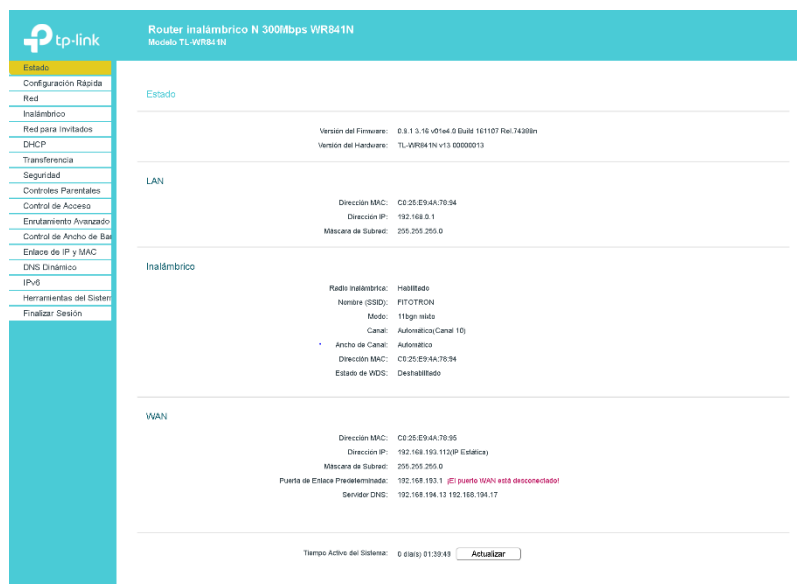 tp-link
Router inalámbrico N 300Mbps WR841N
Modelo TL-WR841N
Estado
Configuración Rápida
Red
Inalámbrico
Red para Invitados
DHCP
Transferencia
Seguridad
Controles Parentales
Control de Acceso
Enrutamiento Avanzado
Control de Ancho de Ban
Enlace de IP y MAC
DNS Dinámico
IPv6
Herramientas del Sistem
Finalizar Sesión
Estado
Versión del Firmware: 0.9.1 3.16 v01e4.0 Build 161107 Rel.74398n
Versión del Hardware: TL-WR841N v13 00000013
LAN
Dirección MAC: C0:25:E9:4A:78:94
Dirección IP: 192.168.0.1
Máscara de Subred: 255.255.255.0
Inalámbrico
Radio Inalámbrica: Habilitado
Nombre (SSID): FITOTRON
Modo: 11bgn mixto
Canal: Automático(Canal 10)
Ancho de Canal: Automático
Dirección MAC: C0:25:E9:4A:78:94
Estado de WDS: Deshabilitado
WAN
Dirección MAC: C0:25:E9:4A:78:95
Dirección IP: 192.168.193.112(IP Estática)
Máscara de Subred: 255.255.255.0
Puerta de Enlace Predeterminada: 192.168.193.1 ¡El puerto WAN está desconectado!
Servidor DNS: 192.168.194.13 192.168.194.17
Tiempo Activo del Sistema: 0 día(s) 01:39:49 Actualizar